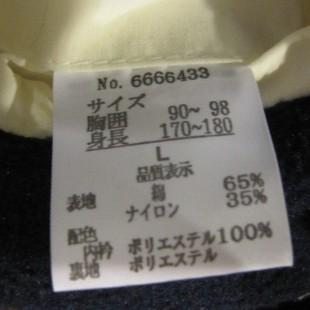 No. 6666433
サイズ
胸囲 90~ 98
身長 170~180
L
品質表示
表地 綿 65%
ナイロン 35%
配色
内衿 ポリエステル100%
裏地 ポリエステル